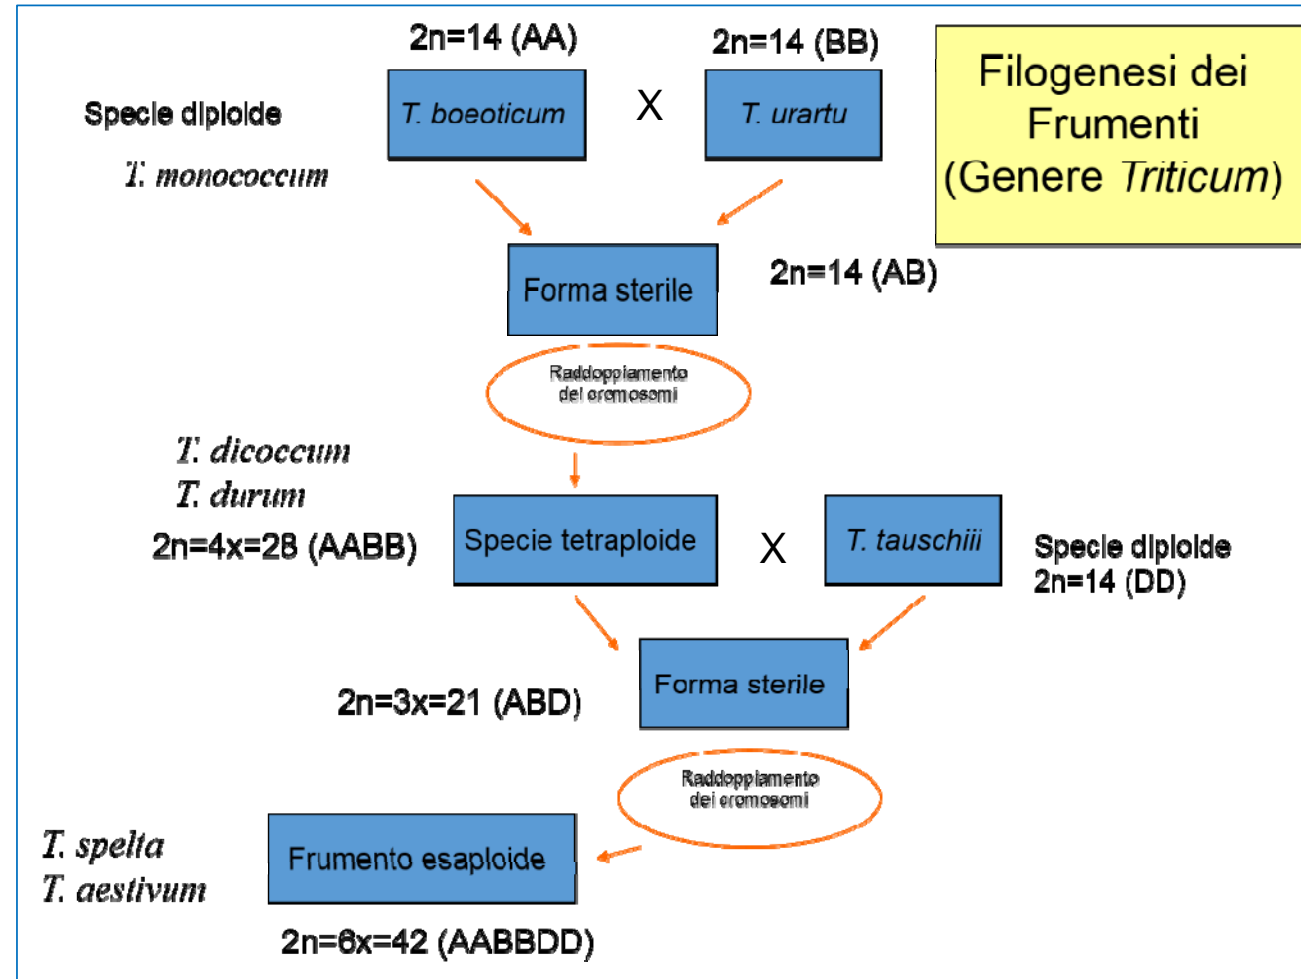 2n=14 (AA)
2n=14 (BB)
Filogenesi dei
Frumenti
(Genere Triticum)
Specie diploide
T. boeoticum
X
T. urartu
T. monococcum
Forma sterile
2n=14 (AB)
Raddoppiamento
dei cromosomi
T. dicoccum
T. durum
2n=4x=28 (AABB)
Specie tetraploide
X
T. tauschiii
Specie diploide
2n=14 (DD)
Forma sterile
2n=3x=21 (ABD)
Raddoppiamento
dei cromosomi
T. spelta
T. aestivum
Frumento esaploide
2n=6x=42 (AABBDD)